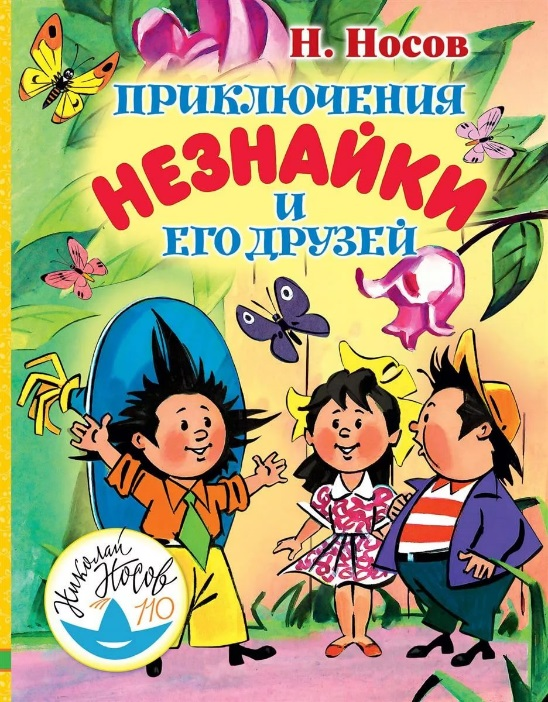 Н. Носов
ПРИКЛЮЧЕНИЯ
НЕЗНАЙКИ
И
ЕГО ДРУЗЕЙ
Николай
Носов
110